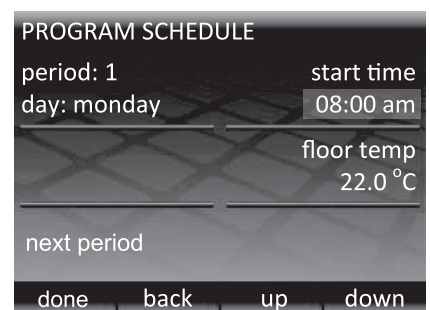 PROGRAM SCHEDULE
period: 1
start time
day: monday
08:00 am
floor temp
22.0 °C
next period
done back up down